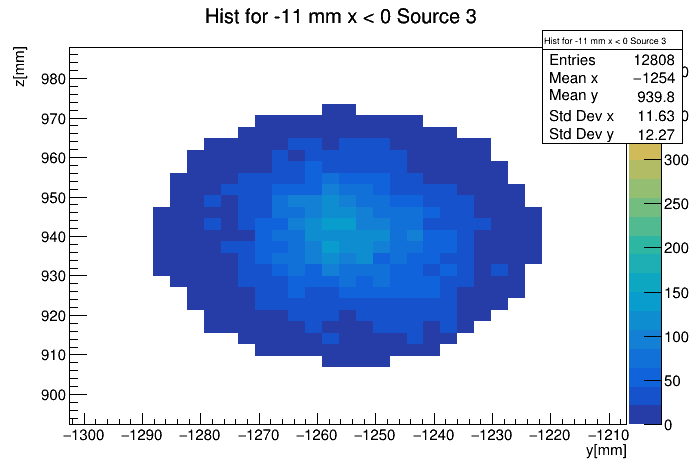 Hist for -11 mm x < 0 Source 3
Hist for -11 mm x < 0 Source 3
Entries 12808
Mean x −1254
Mean y 939.8
Std Dev x 11.63
Std Dev y 12.27
z[mm]
980
970
960
950
940
930
920
910
900
−1300 −1290 −1280 −1270 −1260 −1250 −1240 −1230 −1220 −1210
y[mm]
300
250
200
150
100
50
0